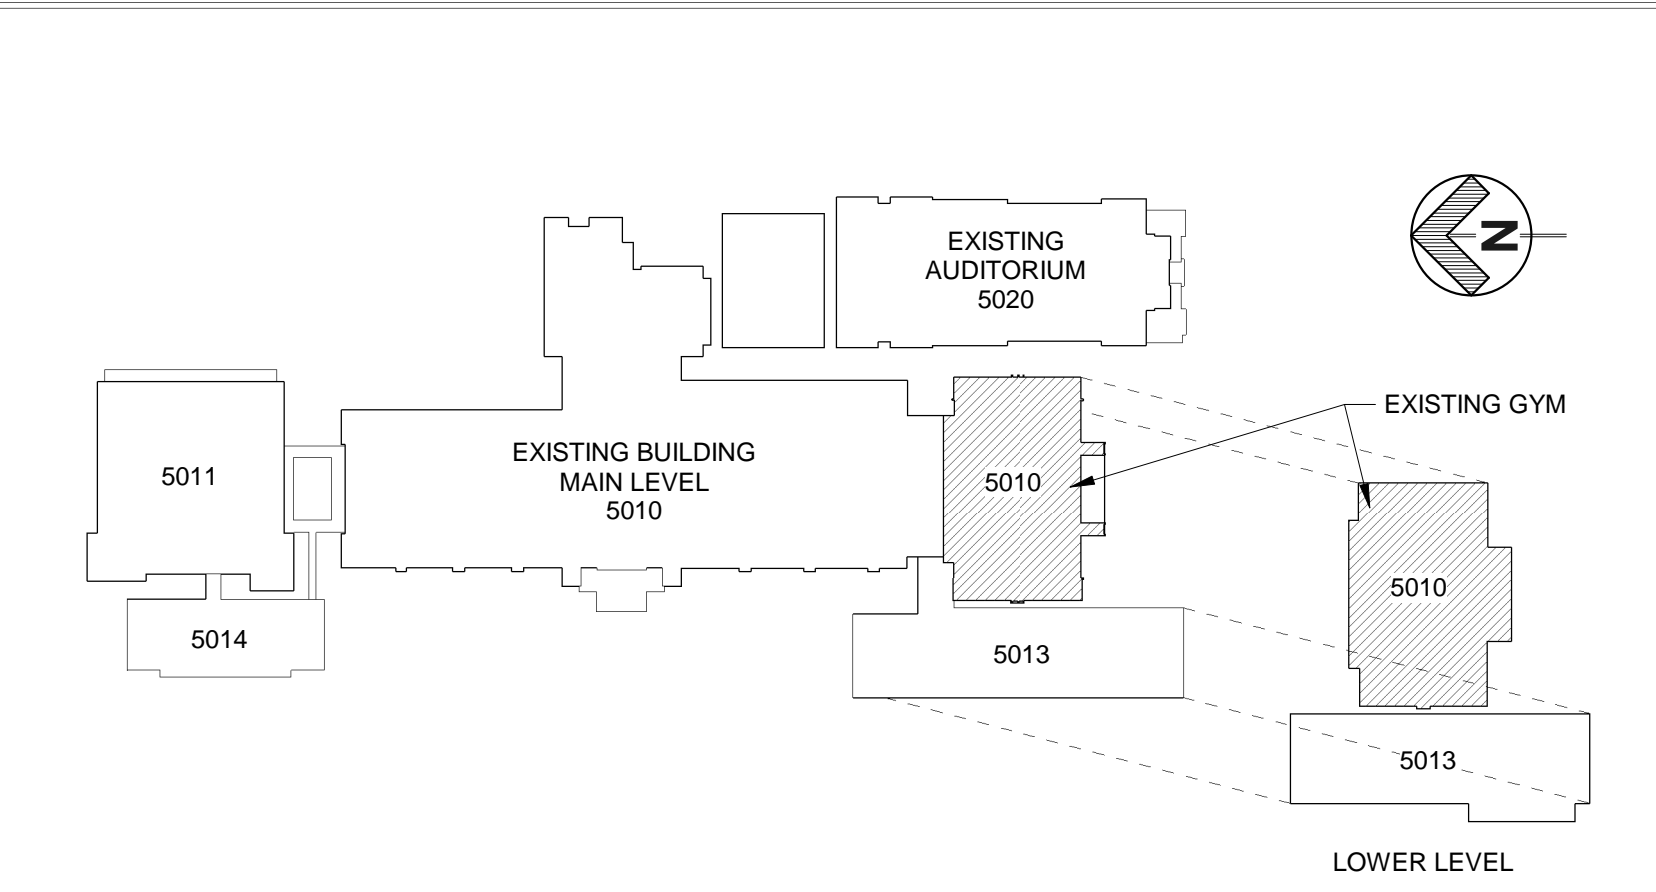 EXISTING
AUDITORIUM
5020
N
EXISTING GYM
EXISTING BUILDING
MAIN LEVEL
5010
5011
5010
5010
5014
5013
5013
LOWER LEVEL